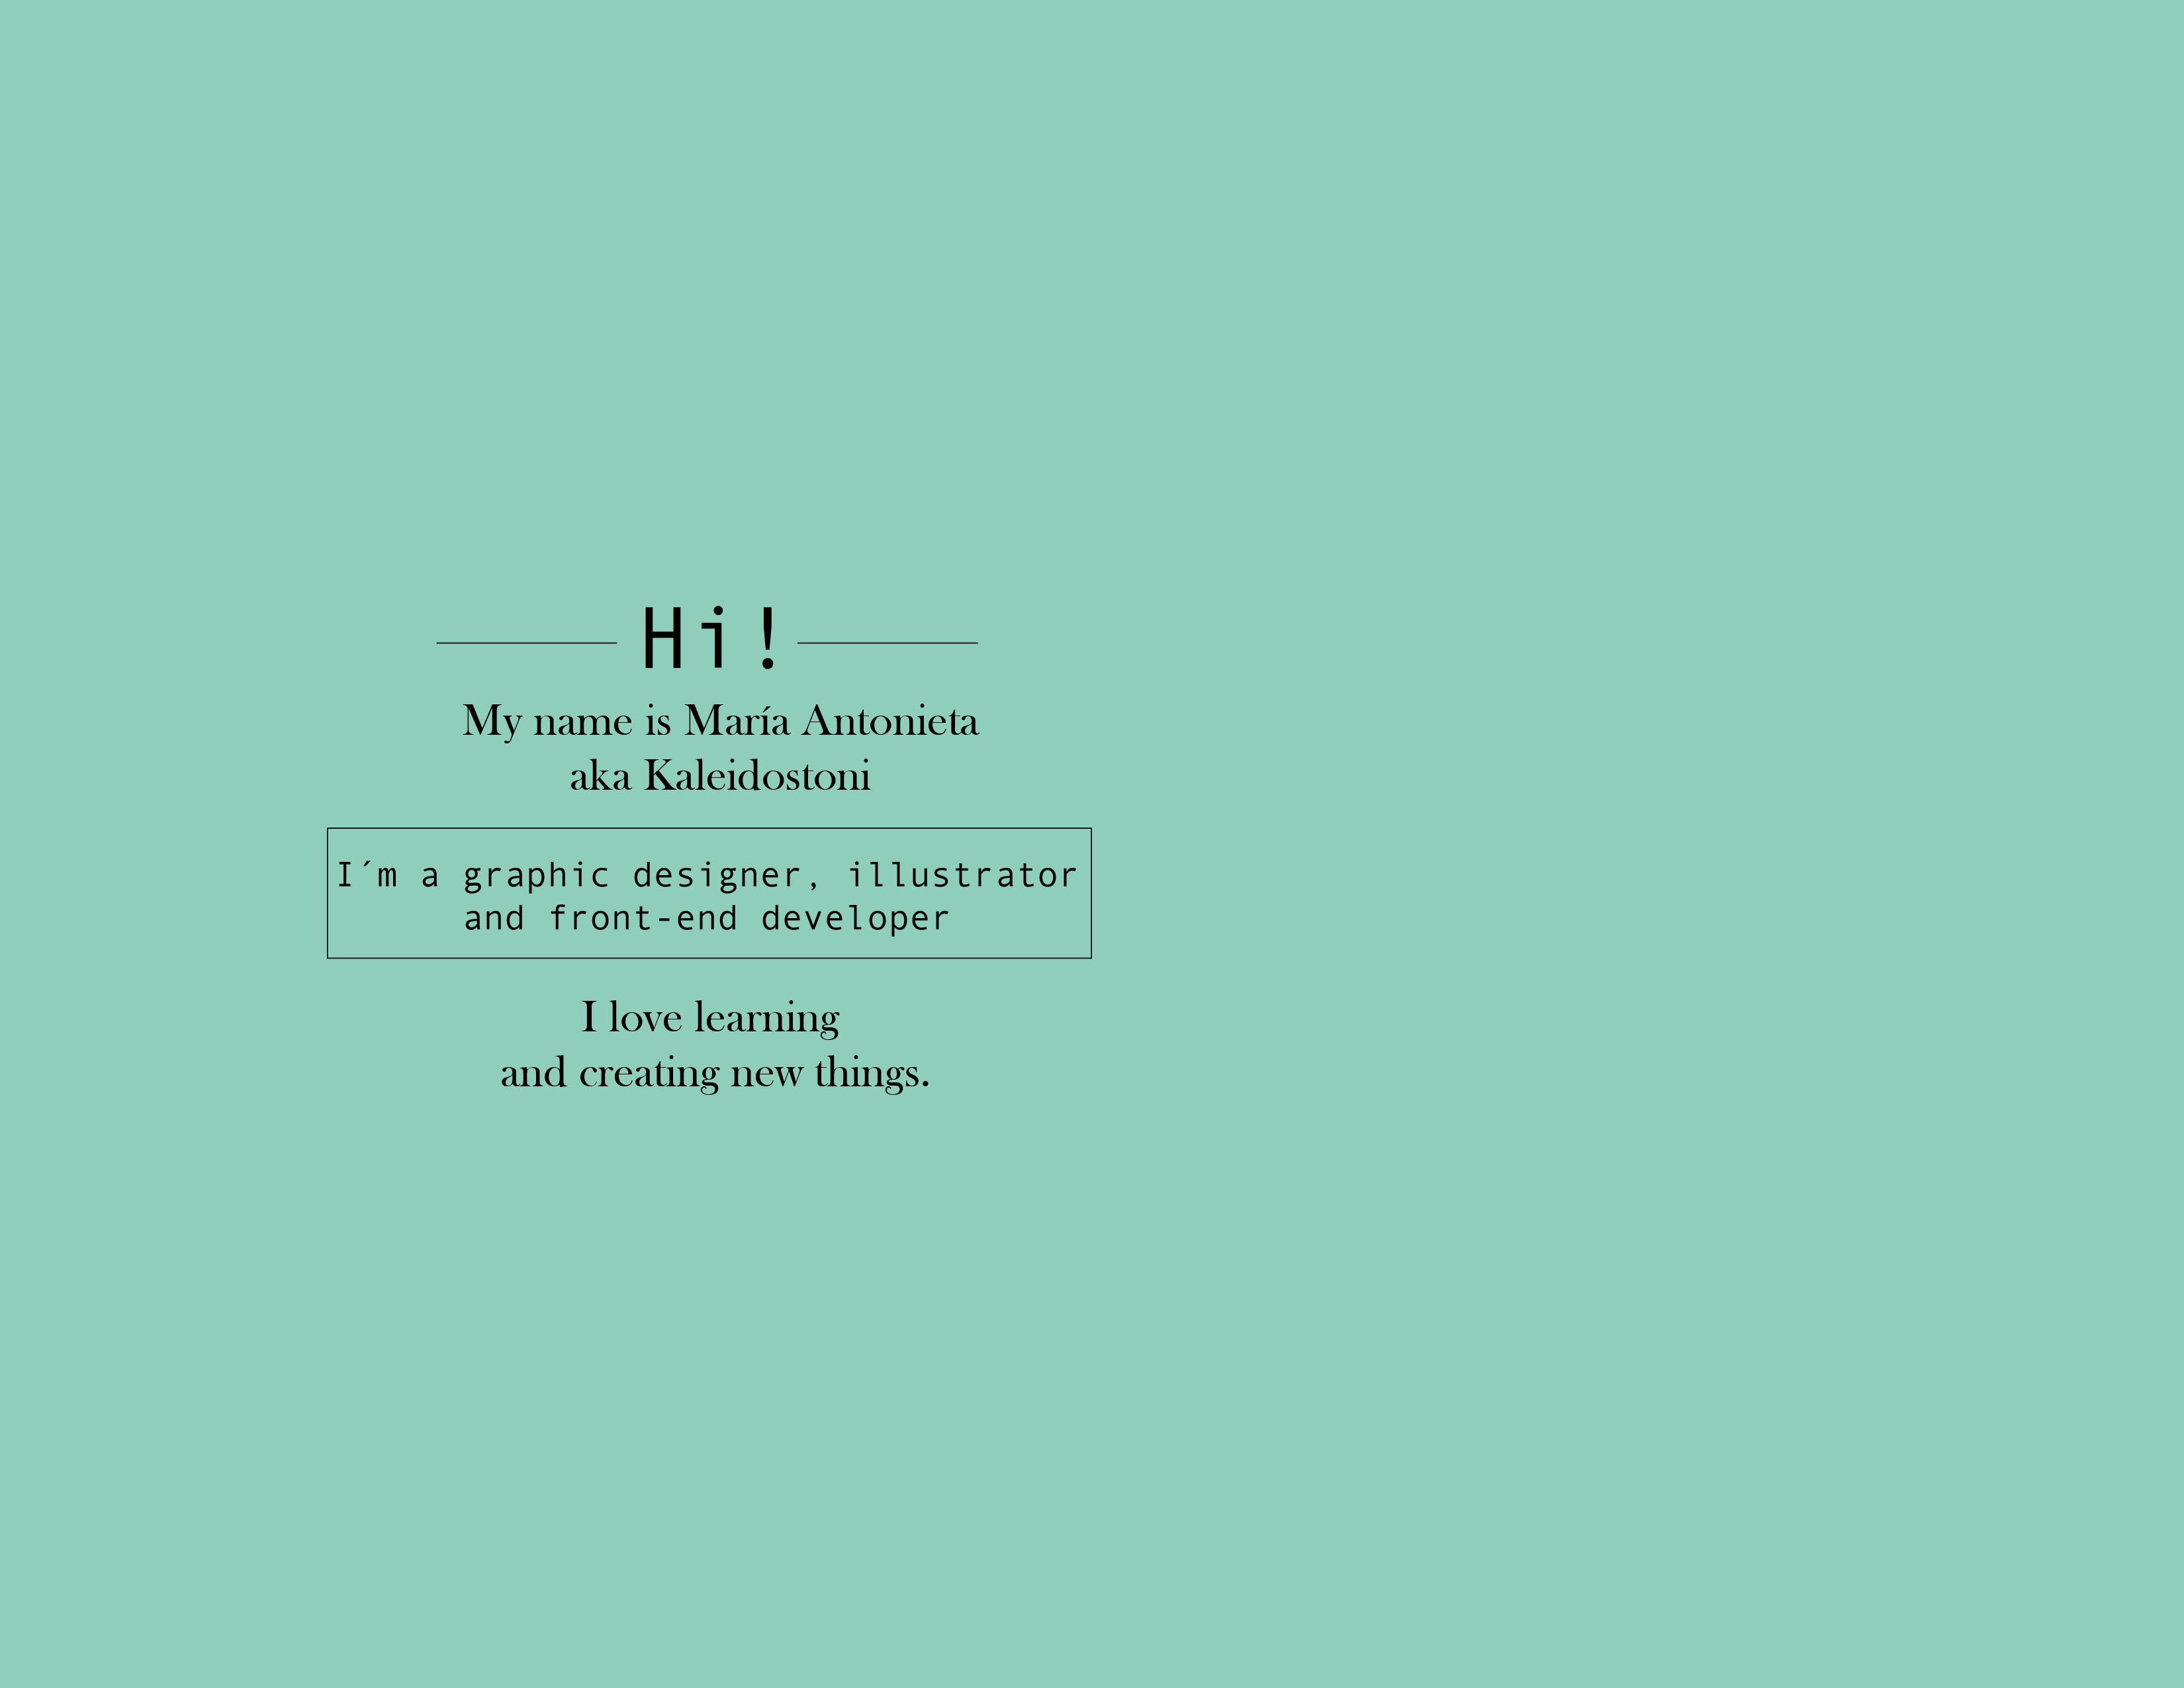 Hi!
My name is María Antonieta
aka Kaleidostoni
I´m a graphic designer, illustrator
and front-end developer
I love learning
and creating new things.